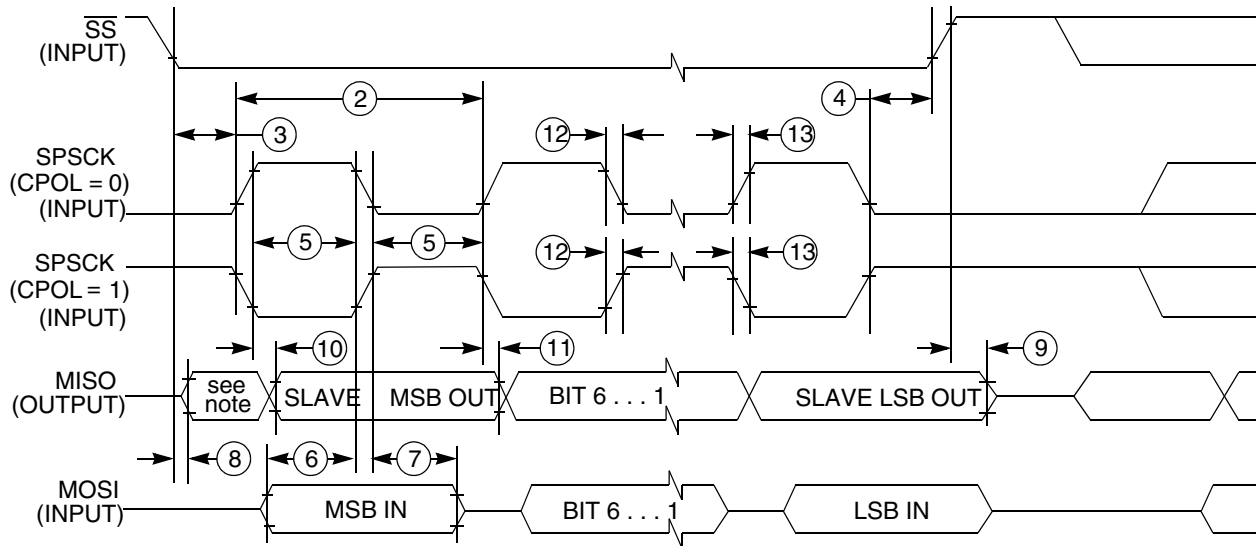 SS
(INPUT)
2
4
3
12
13
SPSCK
(CPOL = 0)
(INPUT)
5
5
12
13
SPSCK
(CPOL = 1)
(INPUT)
10
11
9
MISO
(OUTPUT)
see
note
SLAVE
MSB OUT
BIT 6 . . . 1
SLAVE LSB OUT
8
6
7
MOSI
(INPUT)
MSB IN
BIT 6 . . . 1
LSB IN